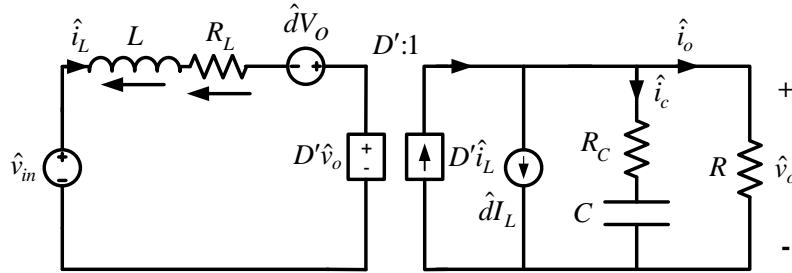 î_L L R_L d̂V_o D':1 î_o
î_c
+
v̂_in + - D'v̂_o + - D'î_L d̂I_L R_C C R v̂_o
-